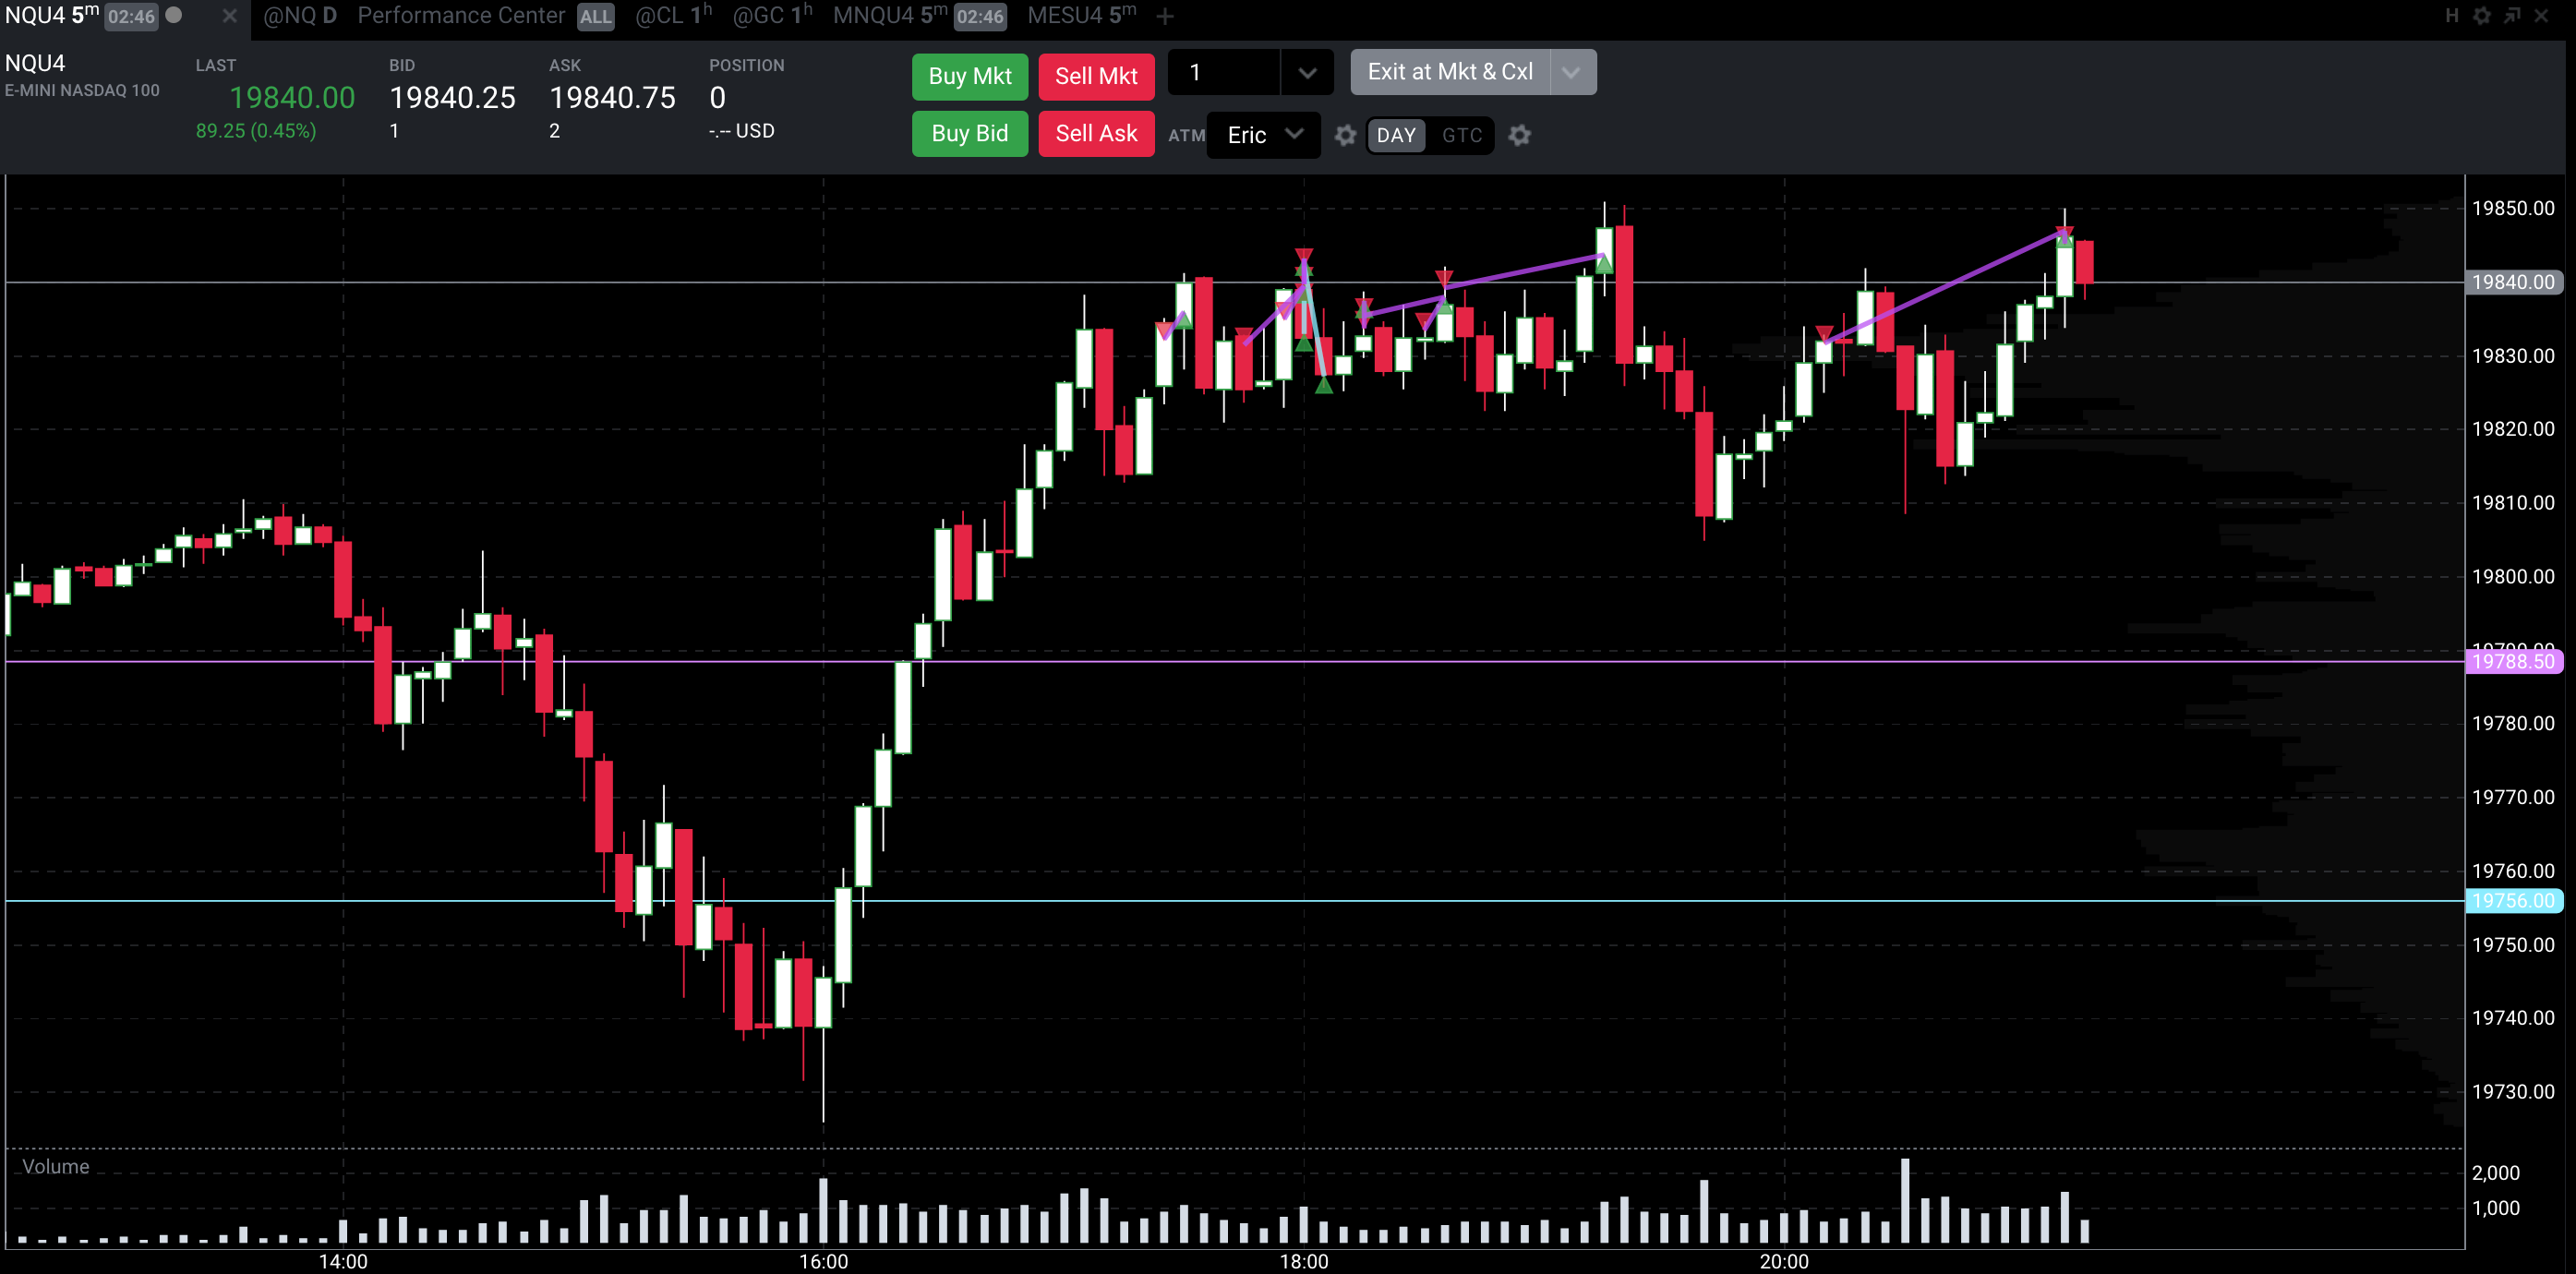 NQU4 5m 02:46 × @NQ D Performance Center ALL @CL 1h @GC 1h MNQU4 5m 02:46 MESU4 5m + H ×
NQU4
E-MINI NASDAQ 100
LAST
19840.00
89.25 (0.45%)
BID
19840.25
1
ASK
19840.75
2
POSITION
0
-.-- USD
Buy Mkt Sell Mkt 1 Exit at Mkt & Cxl
Buy Bid Sell Ask ATM Eric DAY GTC
19850.00
19840.00
19830.00
19820.00
19810.00
19800.00
19790.00
19788.50
19780.00
19770.00
19760.00
19756.00
19750.00
19740.00
19730.00
Volume
2,000
1,000
14:00 16:00 18:00 20:00